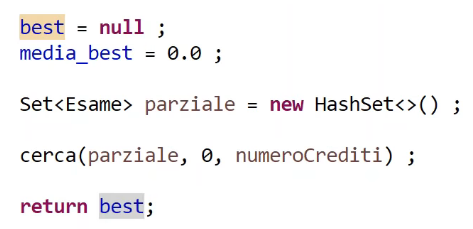 best = null ;
media_best = 0.0 ;
Set<Esame> parziale = new HashSet<>() ;
cerca(parziale, 0, numeroCrediti) ;
return best;